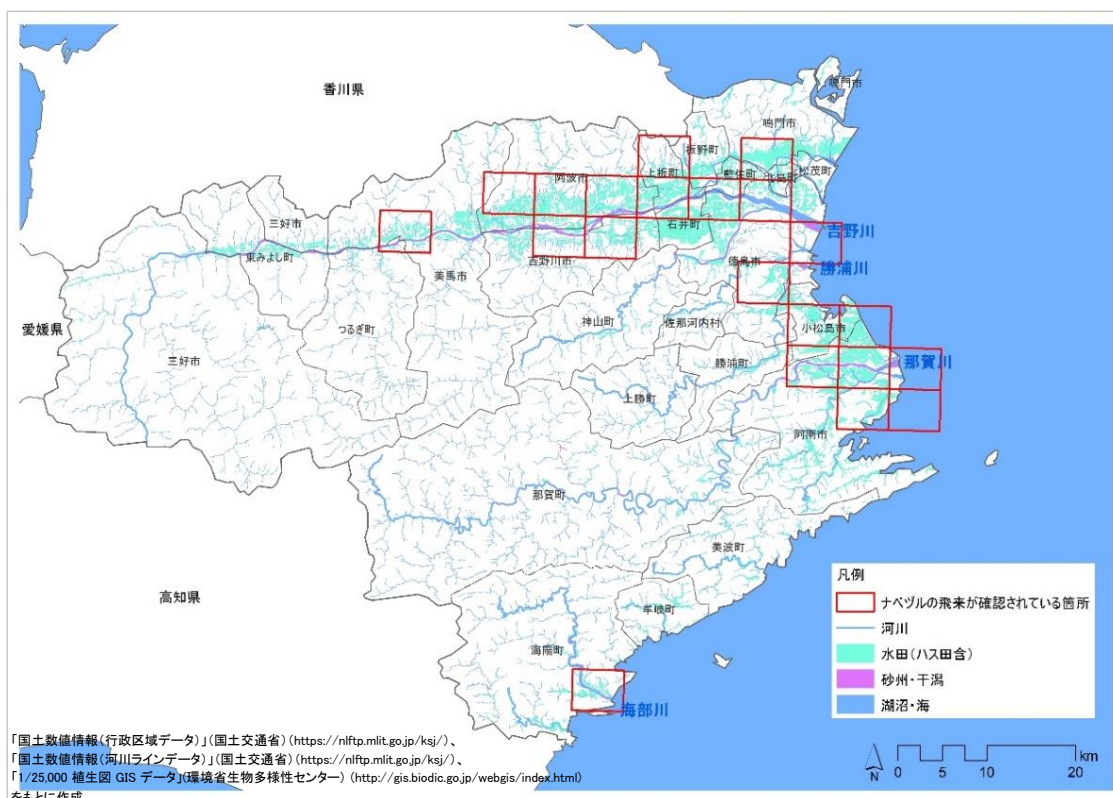 香川県
鳴門市
鳴門市
板野町
上板町
藍住町
北島町
松茂町
阿波市
三好市
石井町
吉野川
東みよし町
徳島市
勝浦川
美馬市
吉野川市
愛媛県
つるぎ町
神山町
佐那河内村
小松島市
三好市
勝浦町
那賀川
上勝町
阿南市
那賀町
美波町
高知県
牟岐町
海陽町
海部川
凡例
ナベヅルの飛来が確認されている箇所
河川
水田(ハス田含)
砂州・干潟
湖沼・海
「国土数値情報(行政区域データ)」(国土交通省)(https://nlftp.mlit.go.jp/ksj/)、
「国土数値情報(河川ラインデータ)」(国土交通省)(https://nlftp.mlit.go.jp/ksj/)、
「1/25,000 植生図 GIS データ」(環境省生物多様性センター) (http://gis.biodic.go.jp/webgis/index.html)
をもとに作成
N
0 5 10 20
km